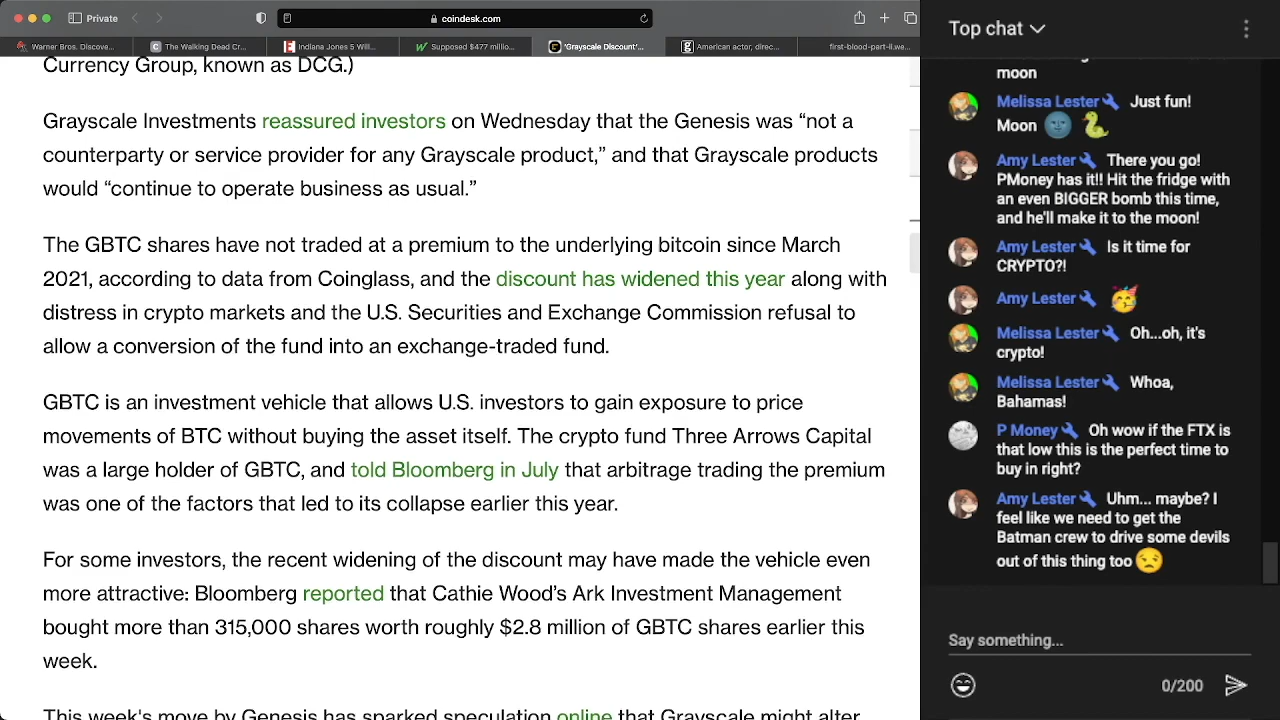 Private
coindesk.com
Warner Bros. Discove...
The Walking Dead Cr...
Indiana Jones 5 Will...
Supposed $477 millio...
'Grayscale Discount'...
American actor, direc...
first-blood-part-ii.we...
Currency Group, known as DCG.)
Grayscale Investments reassured investors on Wednesday that the Genesis was “not a
counterparty or service provider for any Grayscale product,” and that Grayscale products
would “continue to operate business as usual.”
The GBTC shares have not traded at a premium to the underlying bitcoin since March
2021, according to data from Coinglass, and the discount has widened this year along with
distress in crypto markets and the U.S. Securities and Exchange Commission refusal to
allow a conversion of the fund into an exchange-traded fund.
GBTC is an investment vehicle that allows U.S. investors to gain exposure to price
movements of BTC without buying the asset itself. The crypto fund Three Arrows Capital
was a large holder of GBTC, and told Bloomberg in July that arbitrage trading the premium
was one of the factors that led to its collapse earlier this year.
For some investors, the recent widening of the discount may have made the vehicle even
more attractive: Bloomberg reported that Cathie Wood’s Ark Investment Management
bought more than 315,000 shares worth roughly $2.8 million of GBTC shares earlier this
week.
This week's move by Genesis has sparked speculation online that Grayscale might alter
Top chat
moon
Melissa Lester Just fun!
Moon
Amy Lester There you go!
PMoney has it!! Hit the fridge with
an even BIGGER bomb this time,
and he'll make it to the moon!
Amy Lester Is it time for
CRYPTO?!
Amy Lester
Melissa Lester Oh...oh, it's
crypto!
Melissa Lester Whoa,
Bahamas!
P Money Oh wow if the FTX is
that low this is the perfect time to
buy in right?
Amy Lester Uhm... maybe? I
feel like we need to get the
Batman crew to drive some devils
out of this thing too
Say something...
0/200